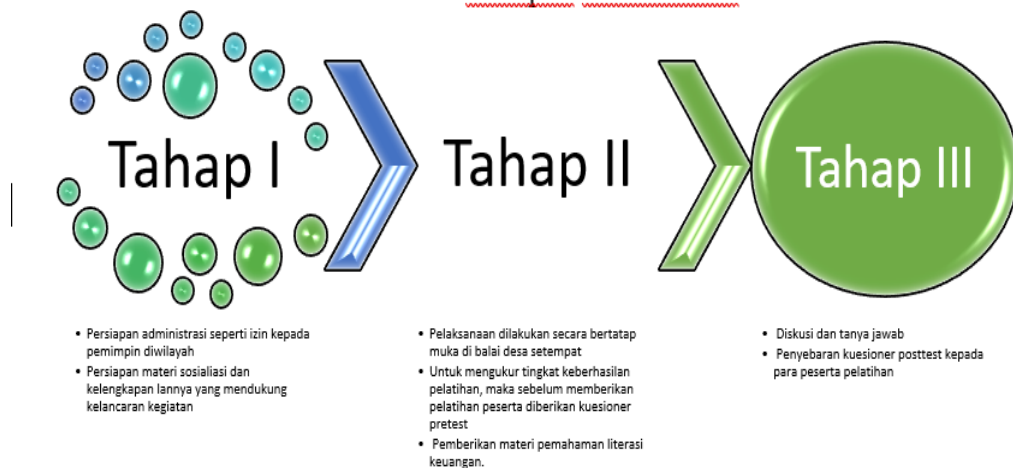 Tahap I
Tahap II
Tahap III
• Persiapan administrasi seperti izin kepada
pemimpin diwilayah
• Persiapan materi sosialiasi dan
kelengkapan lannya yang mendukung
kelancaran kegiatan
• Pelaksanaan dilakukan secara bertatap
muka di balai desa setempat
• Untuk mengukur tingkat keberhasilan
pelatihan, maka sebelum memberikan
pelatihan peserta diberikan kuesioner
pretest
• Pemberikan materi pemahaman literasi
keuangan.
• Diskusi dan tanya jawab
• Penyebaran kuesioner posttest kepada
para peserta pelatihan